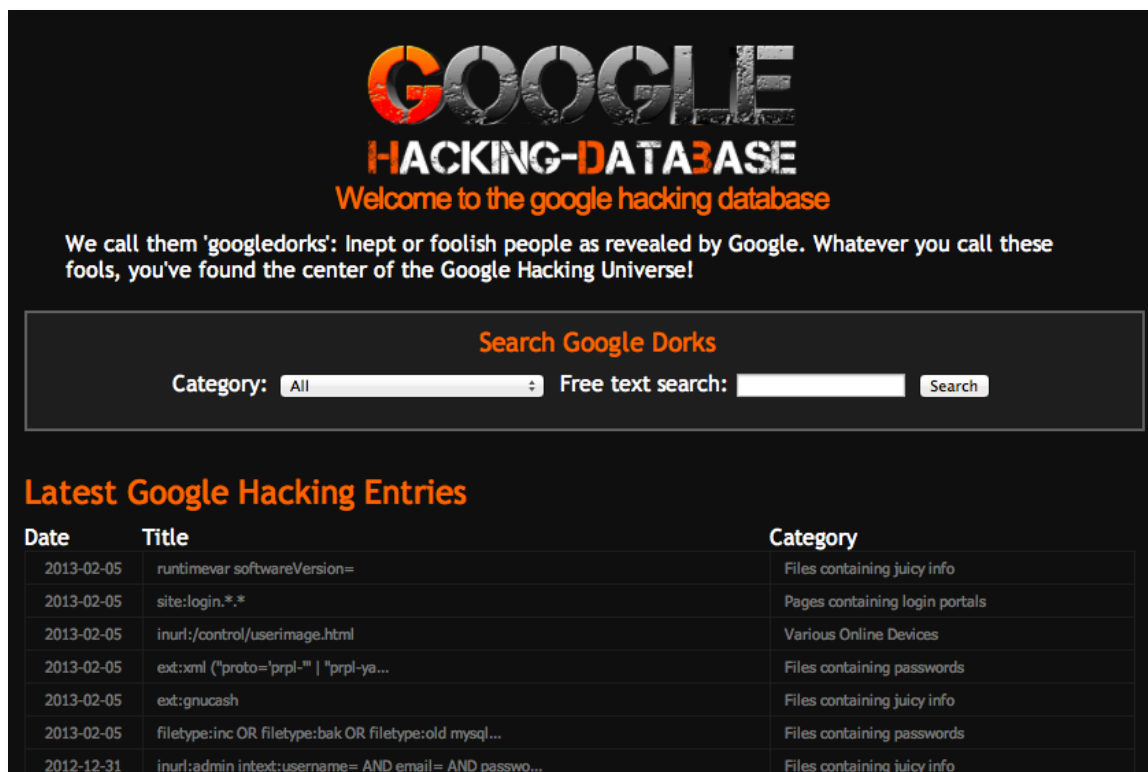 GOOGLE
HACKING-DATABASE
Welcome to the google hacking database
We call them 'googledorks': Inept or foolish people as revealed by Google. Whatever you call these
fools, you've found the center of the Google Hacking Universe!
Search Google Dorks
Category: All Free text search: Search
Latest Google Hacking Entries
Date Title Category
2013-02-05 runtimevar softwareVersion= Files containing juicy info
2013-02-05 site:login.*.* Pages containing login portals
2013-02-05 inurl:/control/userimage.html Various Online Devices
2013-02-05 ext:xml ("proto='prpl-'" | "prpl-ya... Files containing passwords
2013-02-05 ext:gnucash Files containing juicy info
2013-02-05 filetype:inc OR filetype:bak OR filetype:old mysql... Files containing passwords
2012-12-31 inurl:admin intext:username= AND email= AND passwo... Files containing juicy info